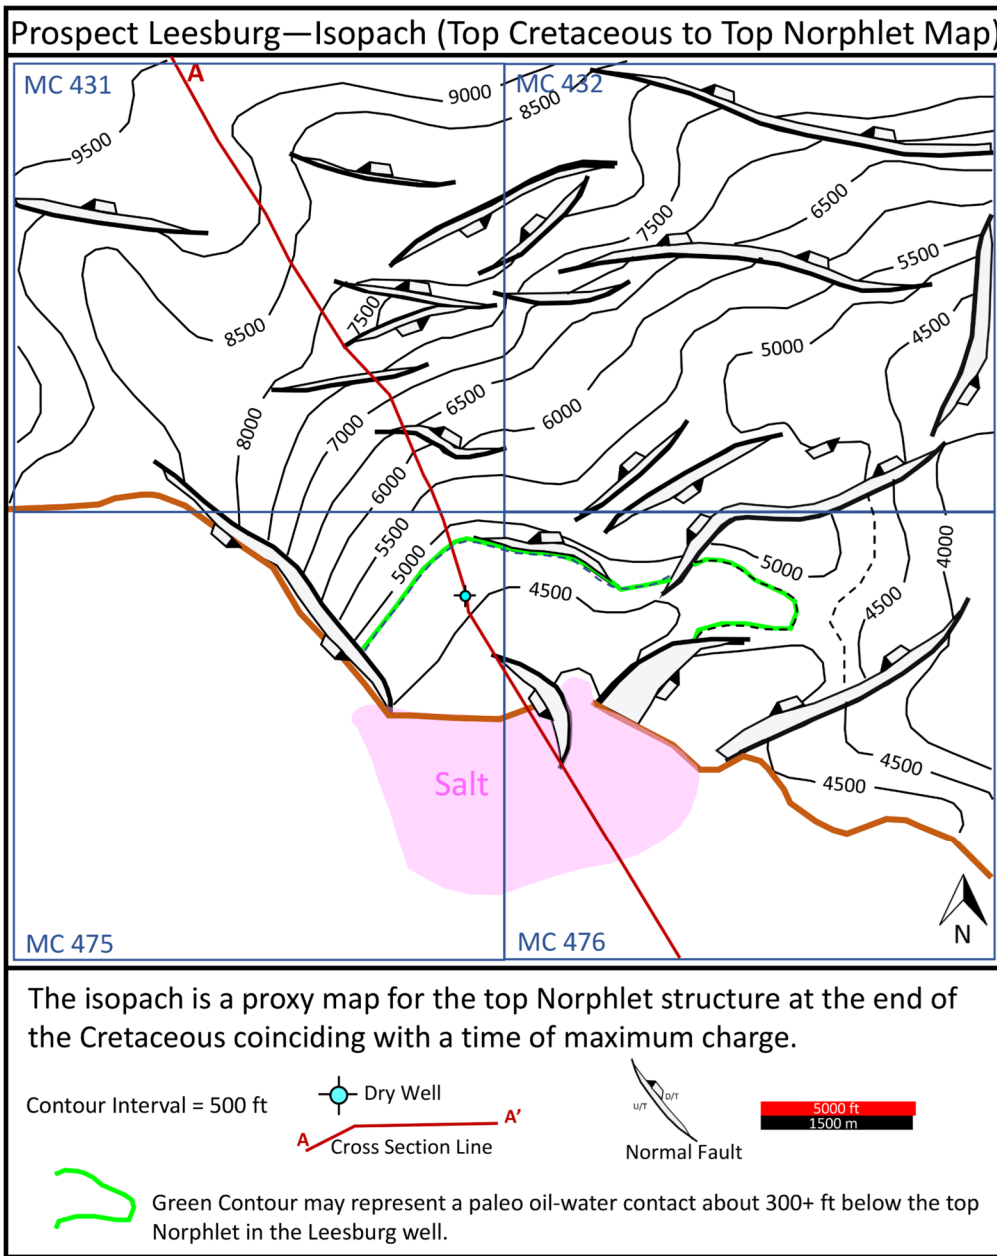 Prospect Leesburg—Isopach (Top Cretaceous to Top Norphlet Map)
MC 431
A
9000
MC 432
8500
9500
7500
6500
5500
8500
7500
4500
5000
8000
7000
6500
6000
6000
5500
5000
5000
4000
4500
4500
Salt
4500
4500
MC 475
MC 476
N
The isopach is a proxy map for the top Norphlet structure at the end of
the Cretaceous coinciding with a time of maximum charge.
Contour Interval = 500 ft
Dry Well
A
A'
Cross Section Line
U/T
D/T
Normal Fault
5000 ft
1500 m
Green Contour may represent a paleo oil-water contact about 300+ ft below the top
Norphlet in the Leesburg well.